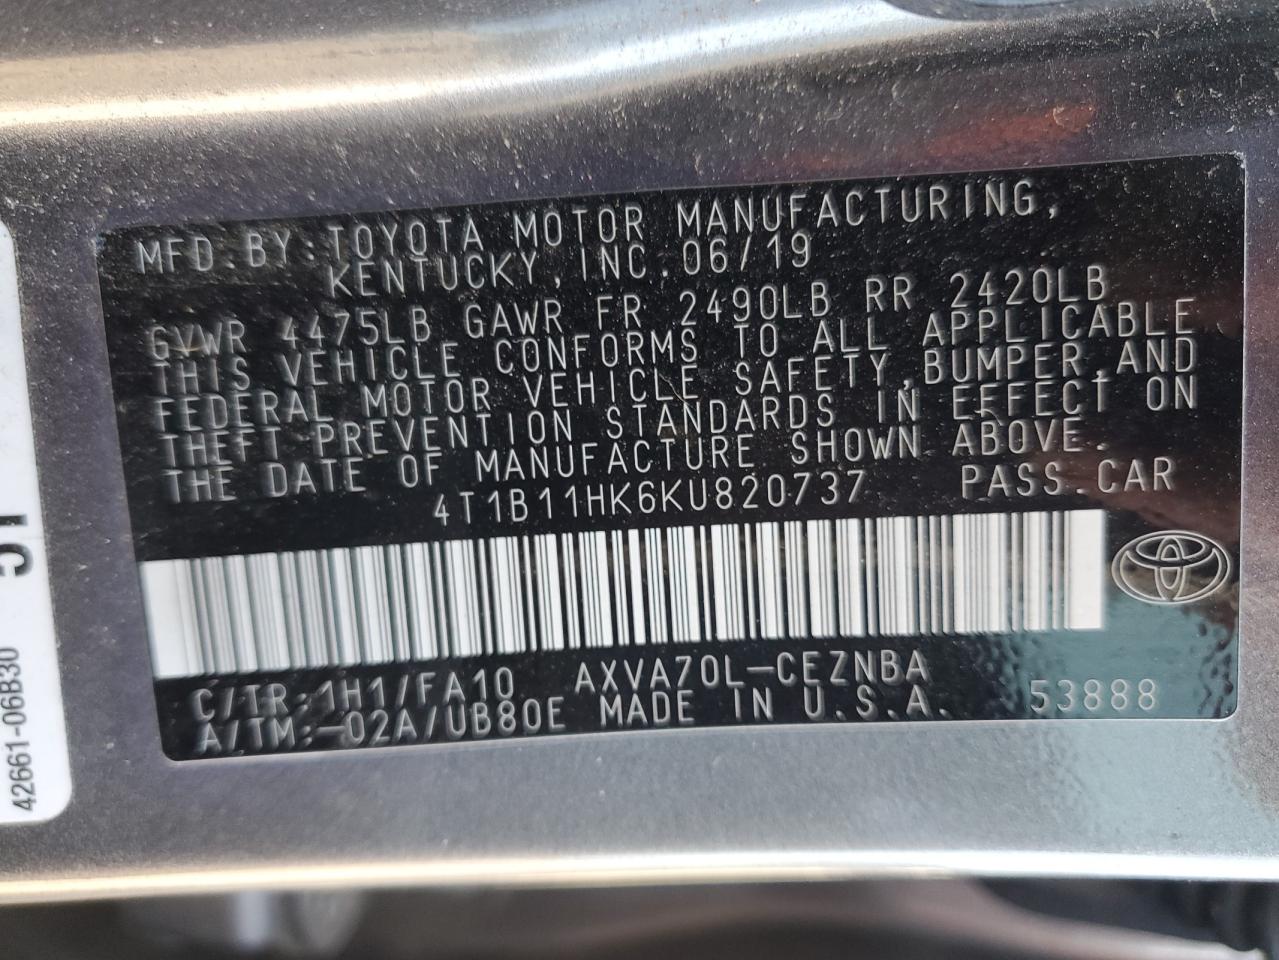 MFD.BY:TOYOTA MOTOR MANUFACTURING,
KENTUCKY,INC.06/19
GVWR 4475LB GAWR FR 2490LB RR 2420LB
THIS VEHICLE CONFORMS TO ALL APPLICABLE
FEDERAL MOTOR VEHICLE SAFETY,BUMPER,AND
THEFT PREVENTION STANDARDS IN EFFECT ON
THE DATE OF MANUFACTURE SHOWN ABOVE.
4T1B11HK6KU820737 PASS.CAR
C/TR:1H1/FA10 AXVA70L-CEZNBA
A/TM:-02A/UB80E MADE IN U.S.A. 53888
42661-06B30